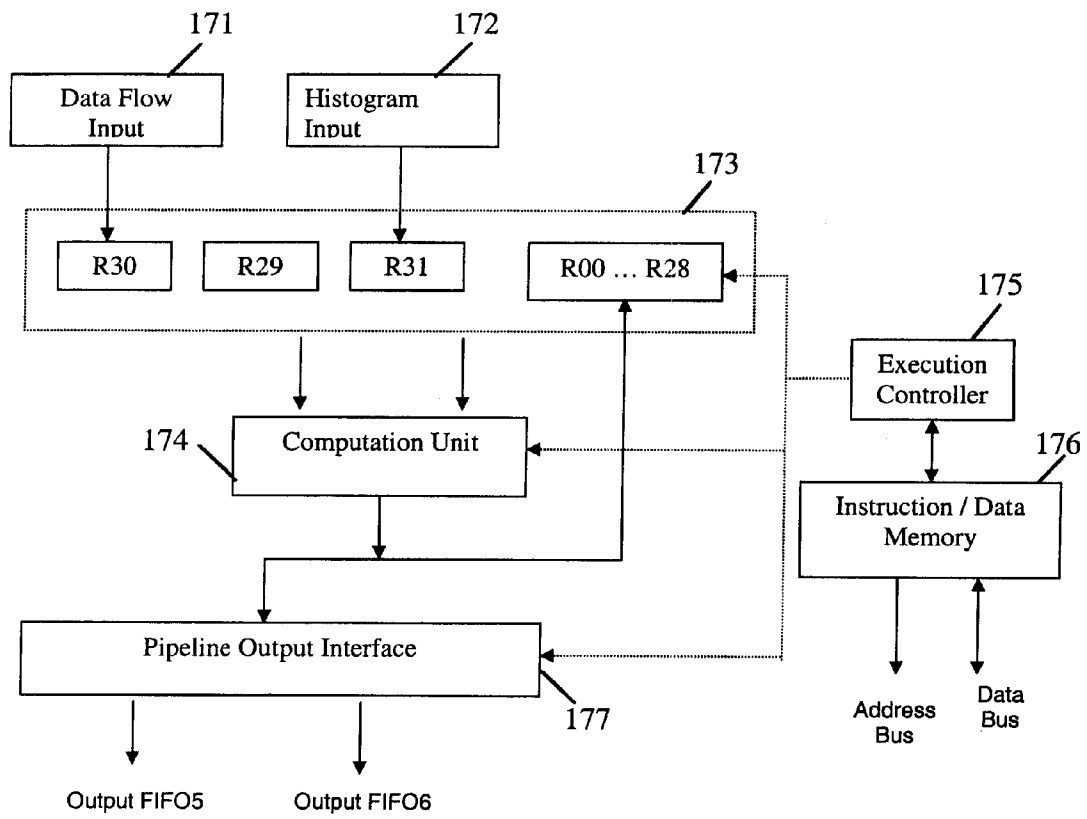 171
172
Data Flow
Input
Histogram
Input
173
R30
R29
R31
R00 ... R28
175
Execution
Controller
174
Computation Unit
176
Instruction / Data
Memory
Pipeline Output Interface
177
Address
Bus
Data
Bus
Output FIFO5
Output FIFO6